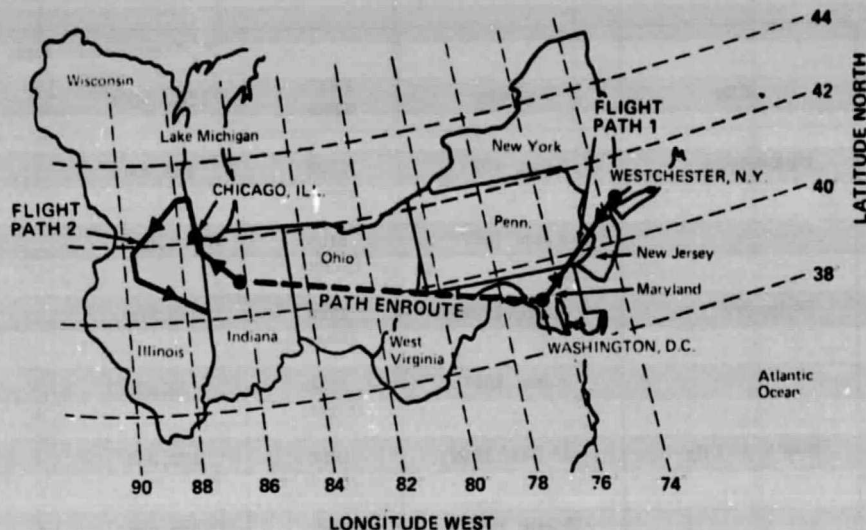 44
Wisconsin
42
FLIGHT
PATH 1
Lake Michigan
New York
WESTCHESTER, N.Y.
CHICAGO, ILL.
40
FLIGHT
PATH 2
Penn.
Ohio
New Jersey
38
Maryland
PATH ENROUTE
West
Virginia
Indiana
Illinois
WASHINGTON, D.C.
Atlantic
Ocean
90 88 86 84 82 80 78 76 74
LONGITUDE WEST
LATITUDE NORTH